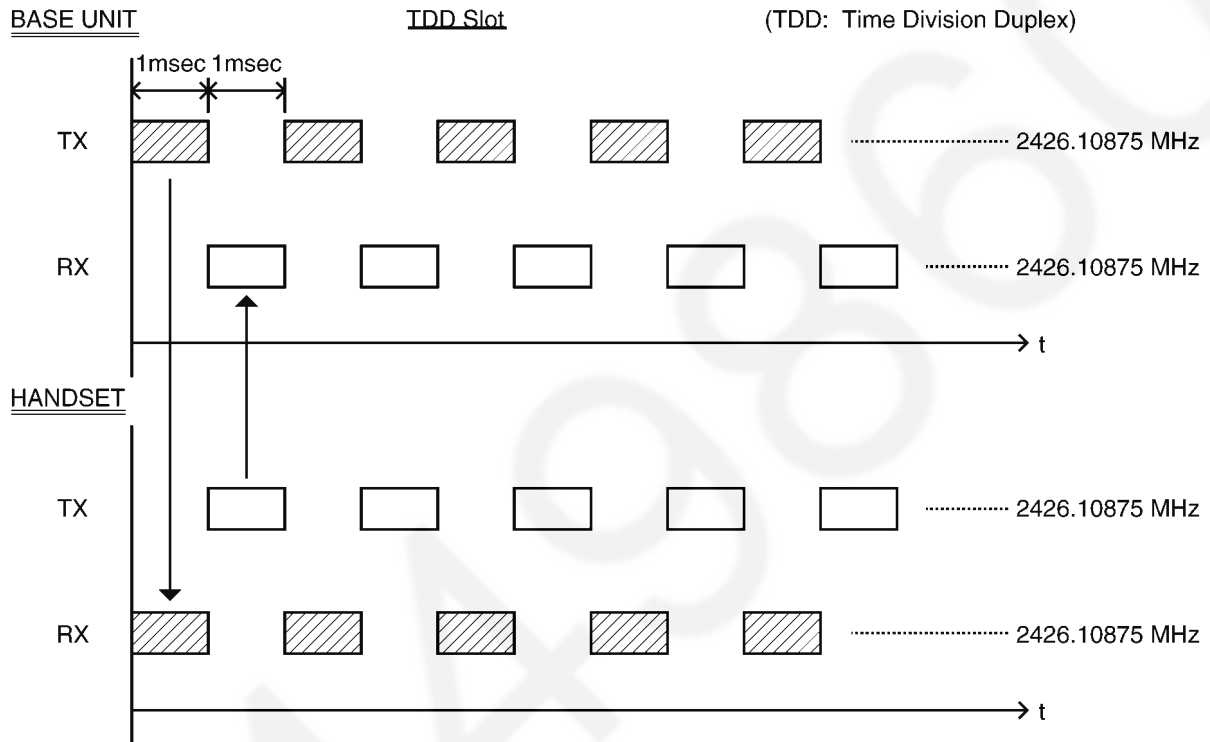 BASE UNIT
TDD Slot
(TDD: Time Division Duplex)
1msec 1msec
TX
2426.10875 MHz
RX
2426.10875 MHz
t
HANDSET
TX
2426.10875 MHz
RX
2426.10875 MHz
t